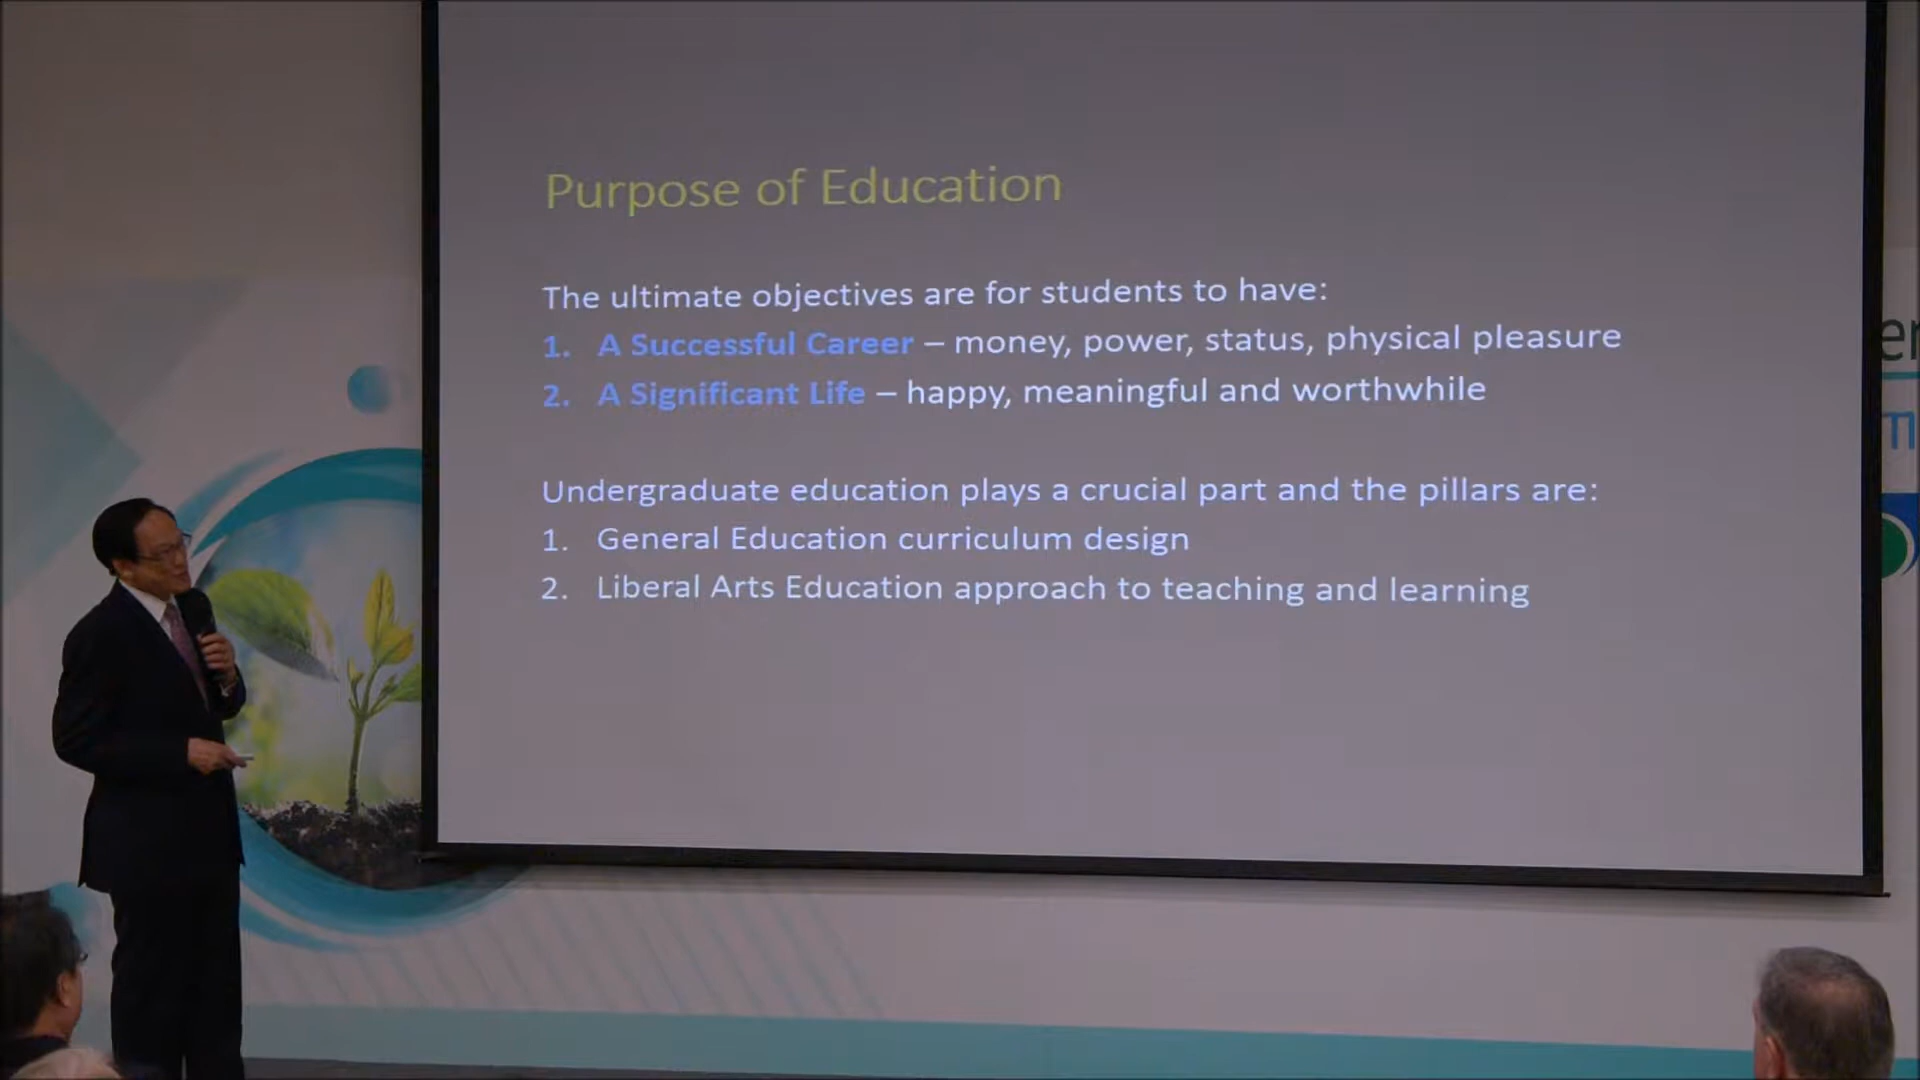 Purpose of Education
The ultimate objectives are for students to have:
1. A Successful Career – money, power, status, physical pleasure
2. A Significant Life – happy, meaningful and worthwhile
Undergraduate education plays a crucial part and the pillars are:
1. General Education curriculum design
2. Liberal Arts Education approach to teaching and learning